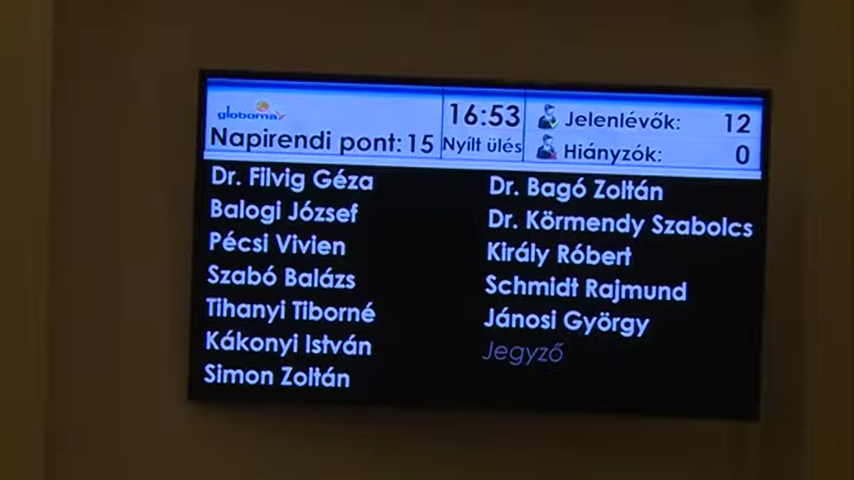 globomax
Napirendi pont: 15
16:53
Nyílt ülés
Jelenlévők: 12
Hiányzók: 0
Dr. Filvig Géza
Balogi József
Pécsi Vivien
Szabó Balázs
Tihanyi Tiborné
Kákonyi István
Simon Zoltán
Dr. Bagó Zoltán
Dr. Körmendy Szabolcs
Király Róbert
Schmidt Rajmund
Jánosi György
Jegyző